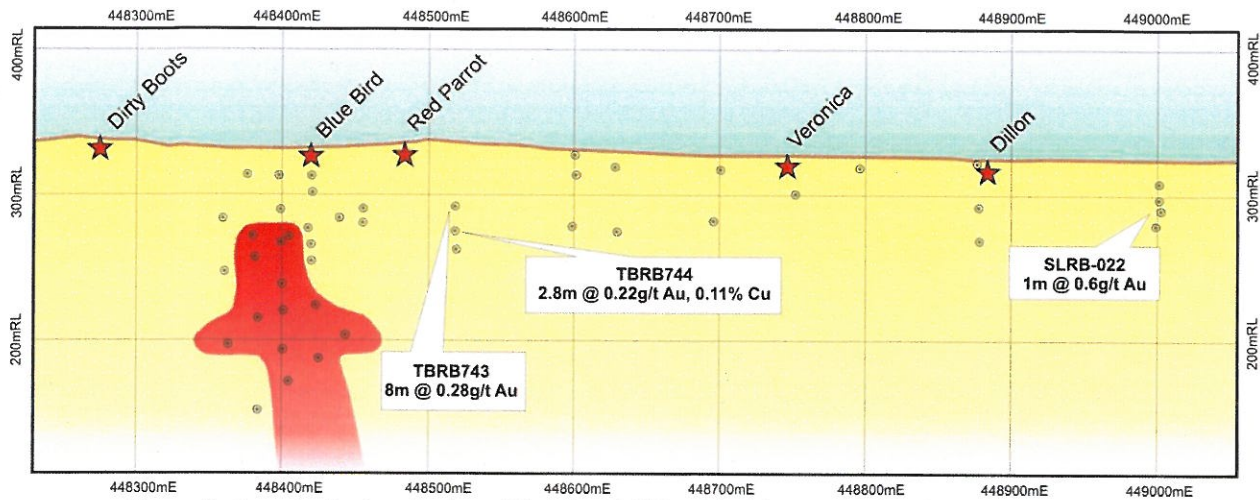 448300mE 448400mE 448500mE 448600mE 448700mE 448800mE 448900mE 449000mE
400mRL
400mRL
Dirty Boots
Blue Bird
Red Parrot
Veronica
Dillon
300mRL
300mRL
TBRB744
2.8m @ 0.22g/t Au, 0.11% Cu
SLRB-022
1m @ 0.6g/t Au
200mRL
200mRL
TBRB743
8m @ 0.28g/t Au
448300mE 448400mE 448500mE 448600mE 448700mE 448800mE 448900mE 449000mE